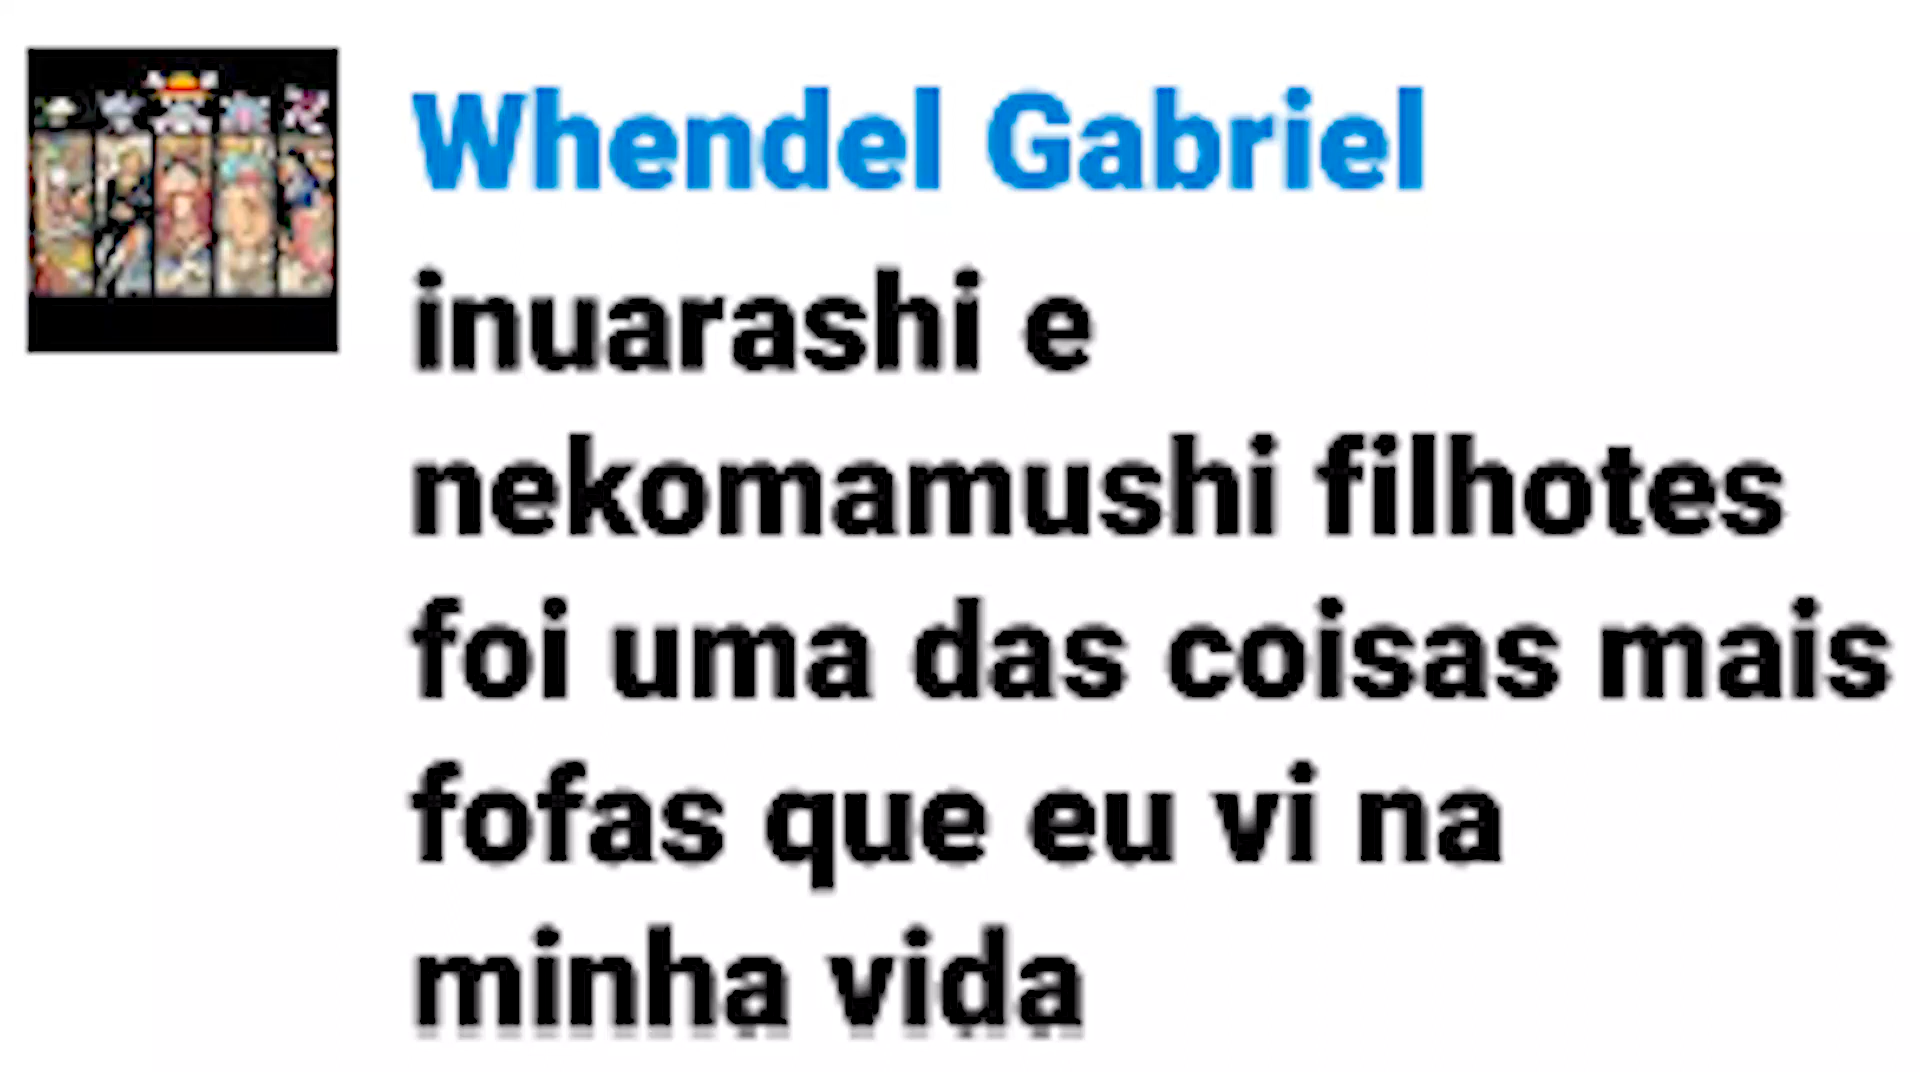 Whendel Gabriel
inuarashi e
nekomamushi filhotes
foi uma das coisas mais
fofas que eu vi na
minha vida